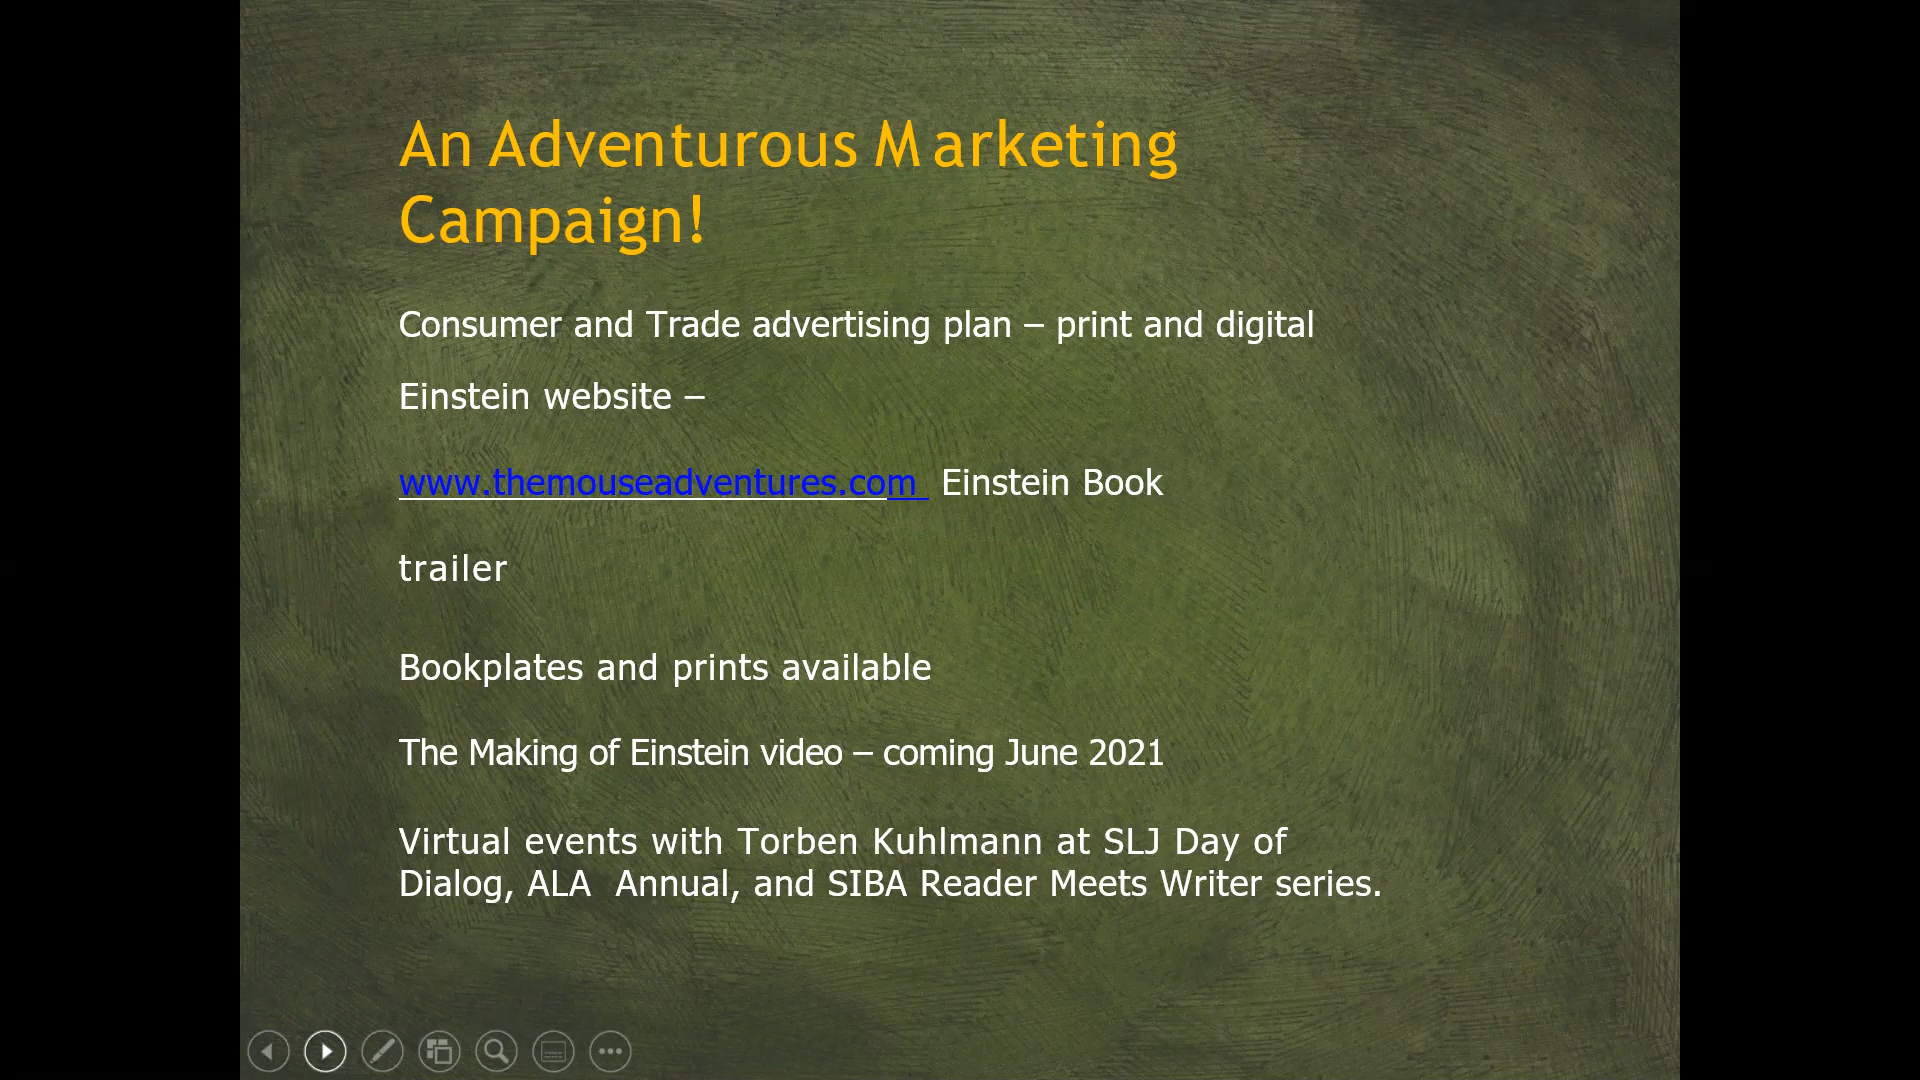 An Adventurous Marketing
Campaign!
Consumer and Trade advertising plan – print and digital
Einstein website –
www.themouseadventures.com Einstein Book
trailer
Bookplates and prints available
The Making of Einstein video – coming June 2021
Virtual events with Torben Kuhlmann at SLJ Day of
Dialog, ALA Annual, and SIBA Reader Meets Writer series.